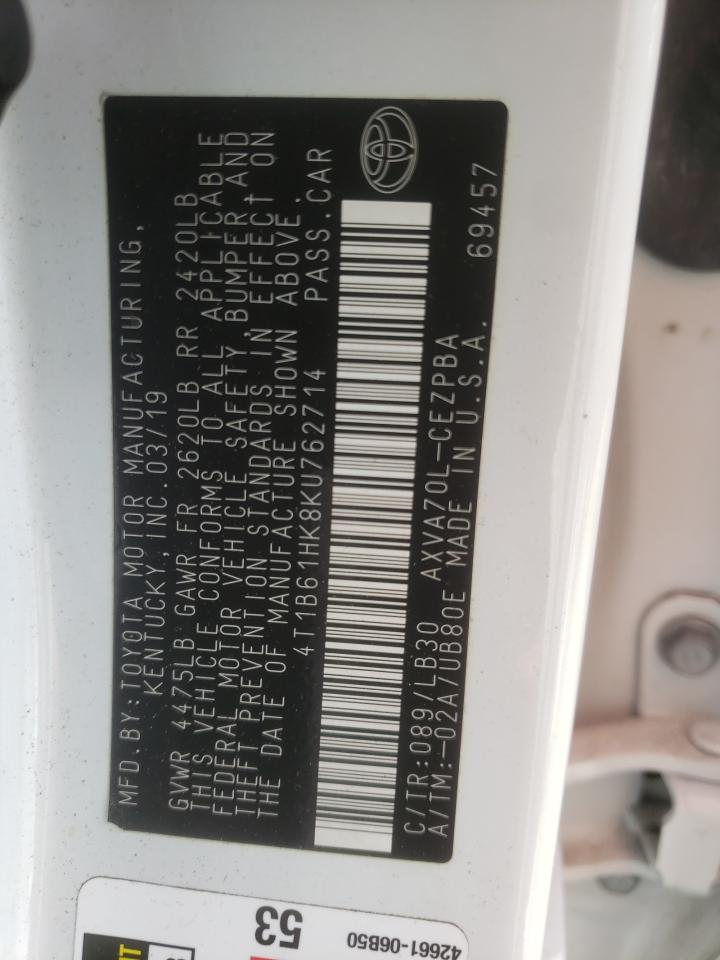 MFD.BY:TOYOTA MOTOR MANUFACTURING,
KENTUCKY,INC.03/19
GVWR 4475LB GAWR FR 2620LB RR 2420LB
THIS VEHICLE CONFORMS TO ALL APPLICABLE
FEDERAL MOTOR VEHICLE SAFETY,BUMPER AND
THEFT PREVENTION STANDARDS IN EFFECT ON
THE DATE OF MANUFACTURE SHOWN ABOVE.
4T1B61HK8KU762714 PASS.CAR
C/TR:089/LB30 AXVA70L-CEZPBA
A/TM:-02A7UB80E MADE IN U.S.A. 69457
53
42661-06B50